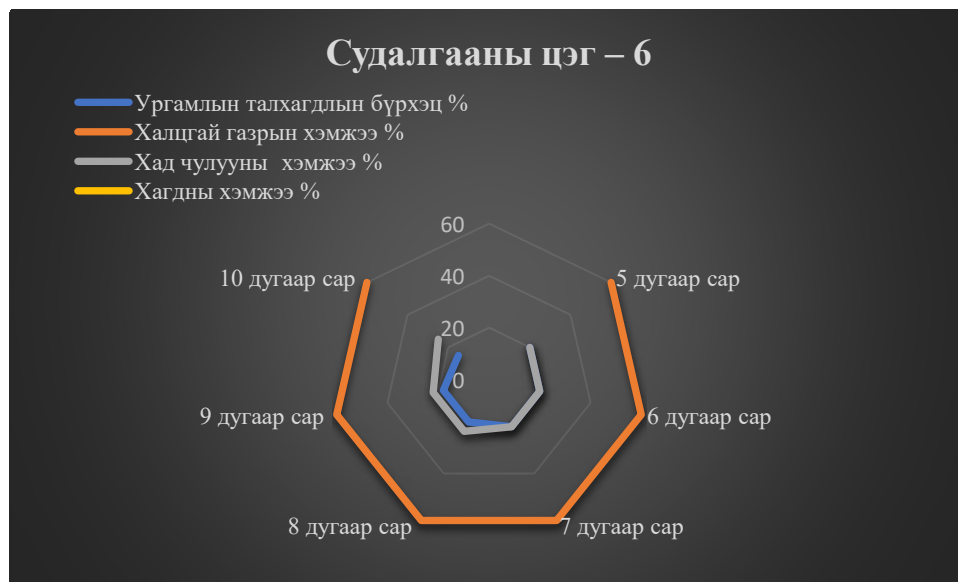 Судалгааны цэг – 6
Ургамлын талхагдлын бүрхэц %
Халцгай газрын хэмжээ %
Хад чулууны  хэмжээ %
Хагдны хэмжээ %
60
40
20
0
5 дугаар сар
6 дугаар сар
7 дугаар сар
8 дугаар сар
9 дугаар сар
10 дугаар сар